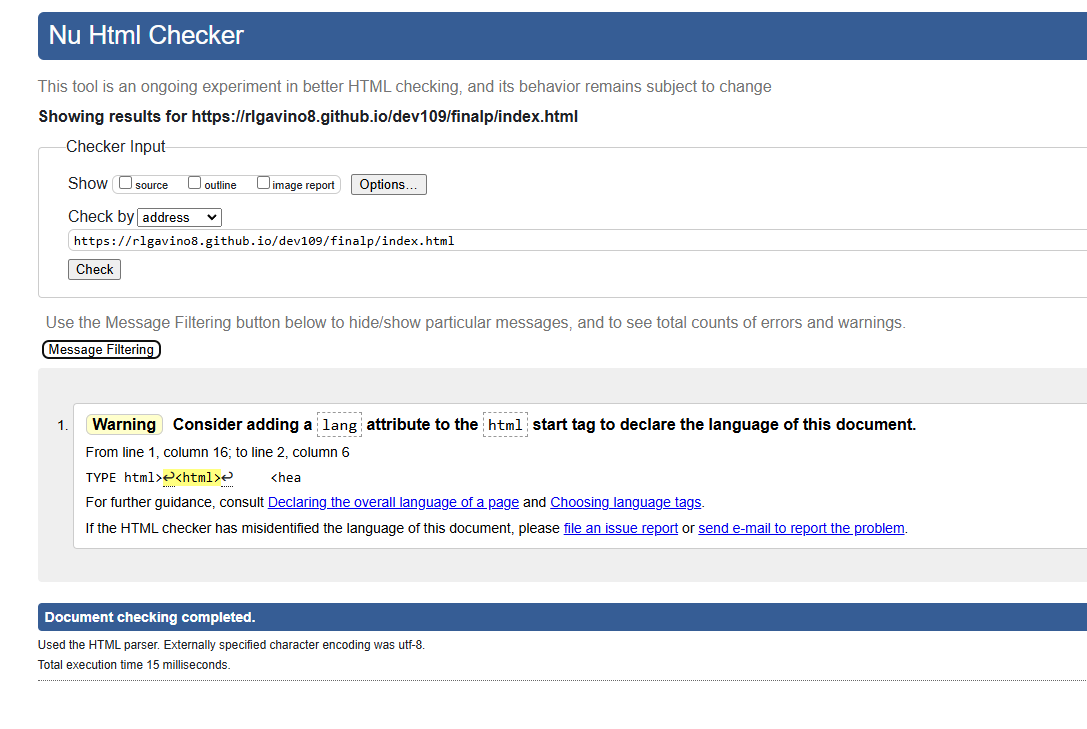 Nu Html Checker
This tool is an ongoing experiment in better HTML checking, and its behavior remains subject to change
Showing results for https://rlgavino8.github.io/dev109/finalp/index.html
Checker Input
Show source outline image report Options...
Check by address
https://rlgavino8.github.io/dev109/finalp/index.html
Check
Use the Message Filtering button below to hide/show particular messages, and to see total counts of errors and warnings.
Message Filtering
1. Warning Consider adding a lang attribute to the html start tag to declare the language of this document.
From line 1, column 16; to line 2, column 6
TYPE html>↩<html>↩ <hea
For further guidance, consult Declaring the overall language of a page and Choosing language tags.
If the HTML checker has misidentified the language of this document, please file an issue report or send e-mail to report the problem.
Document checking completed.
Used the HTML parser. Externally specified character encoding was utf-8.
Total execution time 15 milliseconds.